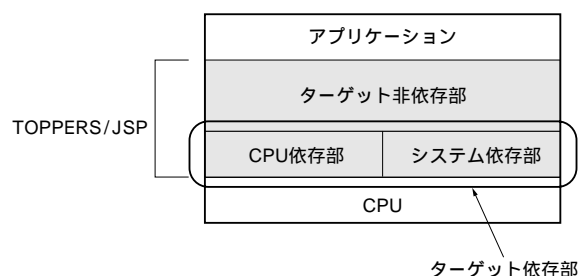 アプリケーション
ターゲット非依存部
TOPPERS/JSP
CPU依存部
システム依存部
CPU
ターゲット依存部